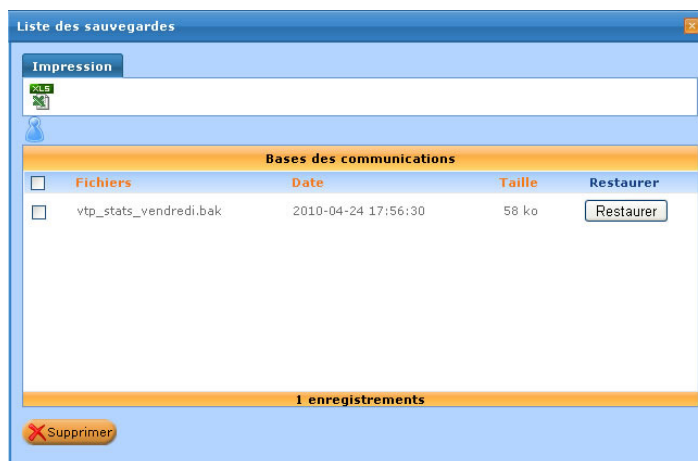 Liste des sauvegardes
Impression
XLS
Bases des communications
Fichiers Date Taille Restaurer
vtp_stats_vendredi.bak 2010-04-24 17:56:30 58 ko Restaurer
1 enregistrements
Supprimer